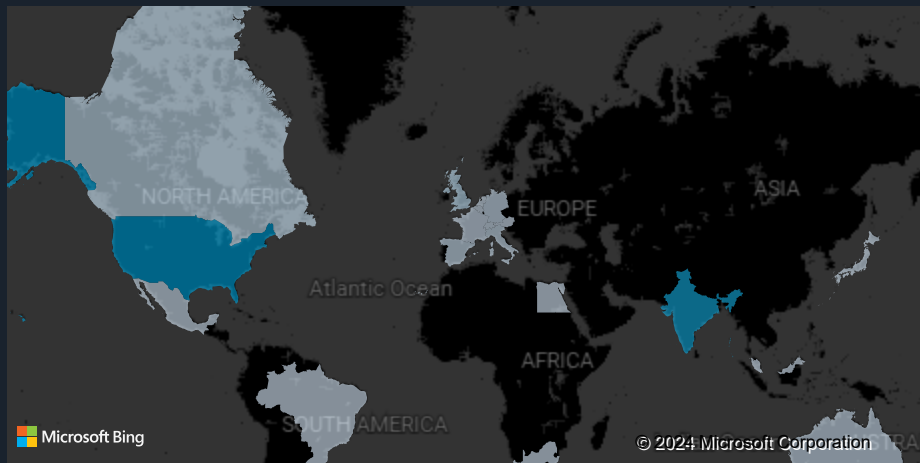 NORTH AMERICA
ASIA
EUROPE
Atlantic Ocean
AFRICA
SOUTH AMERICA
Microsoft Bing
© 2024 Microsoft Corporation